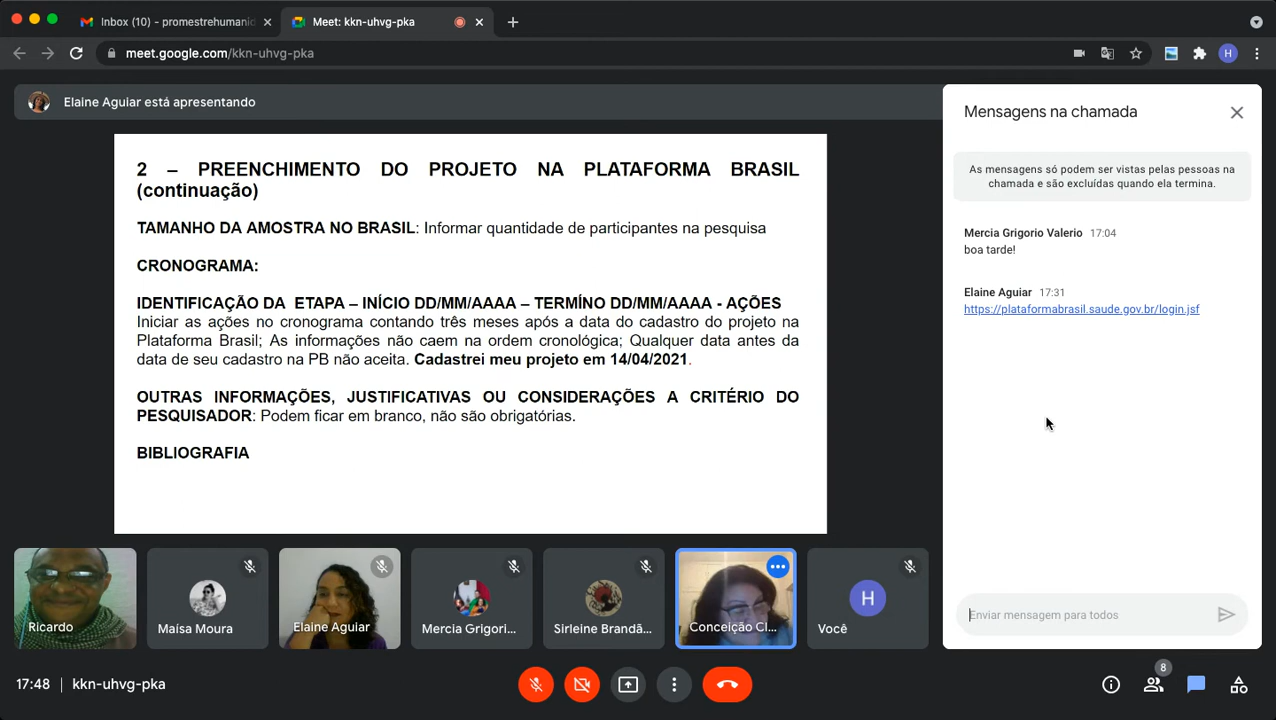 Inbox (10) - promestrehumanid
Meet: kkn-uhvg-pka
meet.google.com/kkn-uhvg-pka
H
Elaine Aguiar está apresentando
2 – PREENCHIMENTO DO PROJETO NA PLATAFORMA BRASIL
(continuação)
TAMANHO DA AMOSTRA NO BRASIL: Informar quantidade de participantes na pesquisa
CRONOGRAMA:
IDENTIFICAÇÃO DA ETAPA – INÍCIO DD/MM/AAAA – TERMÍNO DD/MM/AAAA - AÇÕES
Iniciar as ações no cronograma contando três meses após a data do cadastro do projeto na
Plataforma Brasil; As informações não caem na ordem cronológica; Qualquer data antes da
data de seu cadastro na PB não aceita. Cadastrei meu projeto em 14/04/2021.
OUTRAS INFORMAÇÕES, JUSTIFICATIVAS OU CONSIDERAÇÕES A CRITÉRIO DO
PESQUISADOR: Podem ficar em branco, não são obrigatórias.
BIBLIOGRAFIA
Mensagens na chamada
As mensagens só podem ser vistas pelas pessoas na
chamada e são excluídas quando ela termina.
Mercia Grigorio Valerio 17:04
boa tarde!
Elaine Aguiar 17:31
https://plataformabrasil.saude.gov.br/login.jsf
Enviar mensagem para todos
Ricardo
Maísa Moura
Elaine Aguiar
Mercia Grigori...
Sirleine Brandã...
Conceição Cl...
H
Você
17:48 | kkn-uhvg-pka
8